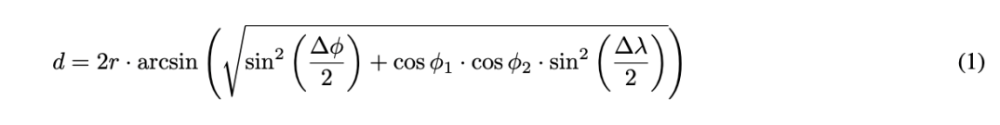 d = 2r · arcsin(√(sin²(Δϕ/2) + cos ϕ₁ · cos ϕ₂ · sin²(Δλ/2))) (1)